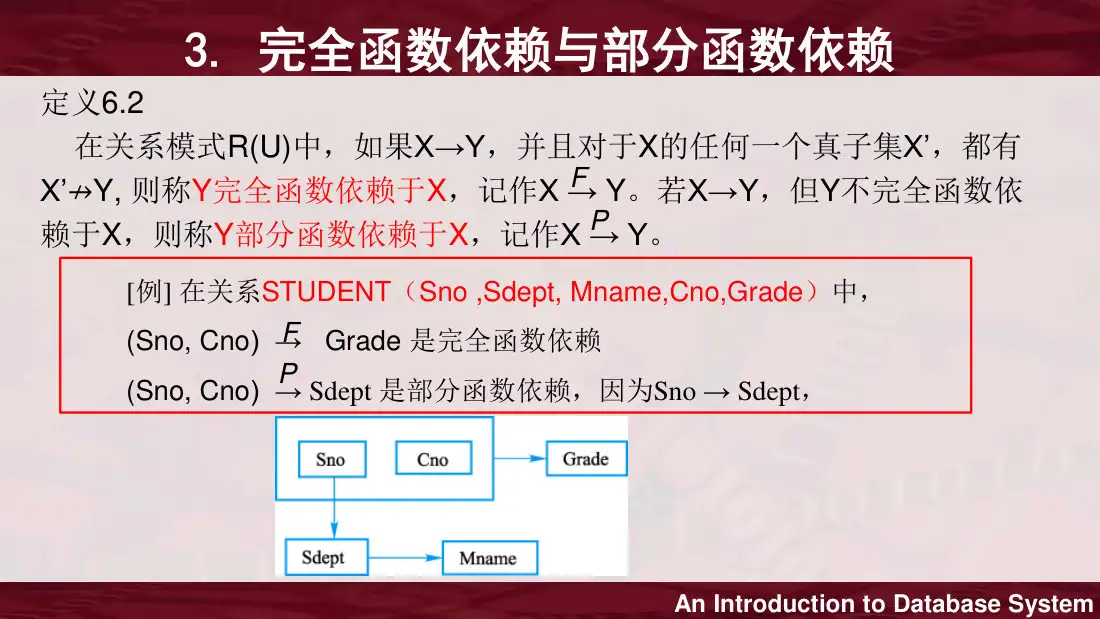 3. 完全函数依赖与部分函数依赖
定义6.2
在关系模式R(U)中，如果X→Y，并且对于X的任何一个真子集X’，都有
X’↛Y, 则称Y完全函数依赖于X，记作X F→ Y。若X→Y，但Y不完全函数依
赖于X，则称Y部分函数依赖于X，记作X P→ Y。
[例] 在关系STUDENT（Sno ,Sdept, Mname,Cno,Grade）中，
(Sno, Cno) F→ Grade 是完全函数依赖
(Sno, Cno) P→ Sdept 是部分函数依赖，因为Sno → Sdept，
Sno Cno Grade
Sdept Mname
An Introduction to Database System